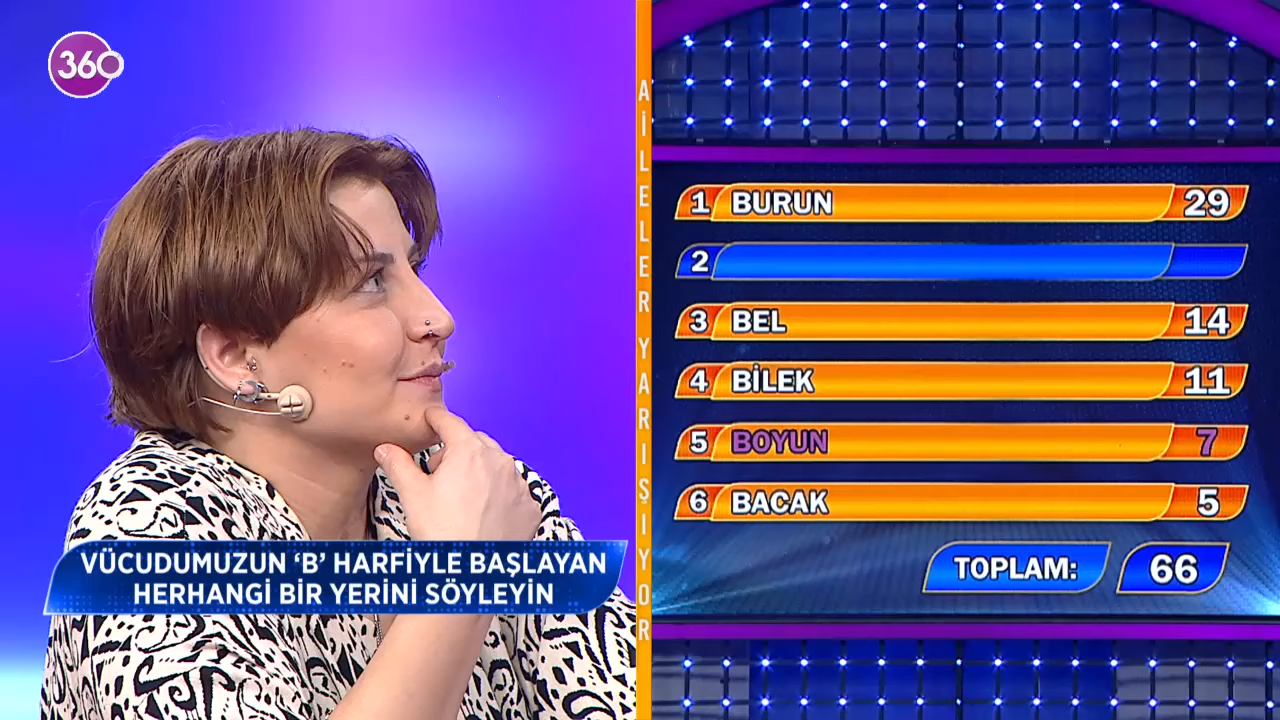 360
AİLELER YARIŞIYOR
1 BURUN 29
2
3 BEL 14
4 BİLEK 11
5 BOYUN 7
6 BACAK 5
TOPLAM: 66
VÜCUDUMUZUN ‘B’ HARFİYLE BAŞLAYAN
HERHANGİ BİR YERİNİ SÖYLEYİN